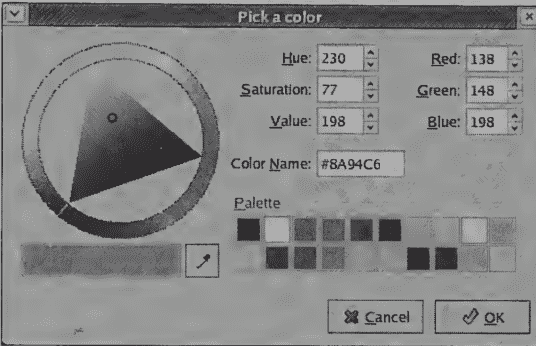 Pick a color
Hue: 230 Red: 138
Saturation: 77 Green: 148
Value: 198 Blue: 198
Color Name: #8A94C6
Palette
Cancel OK